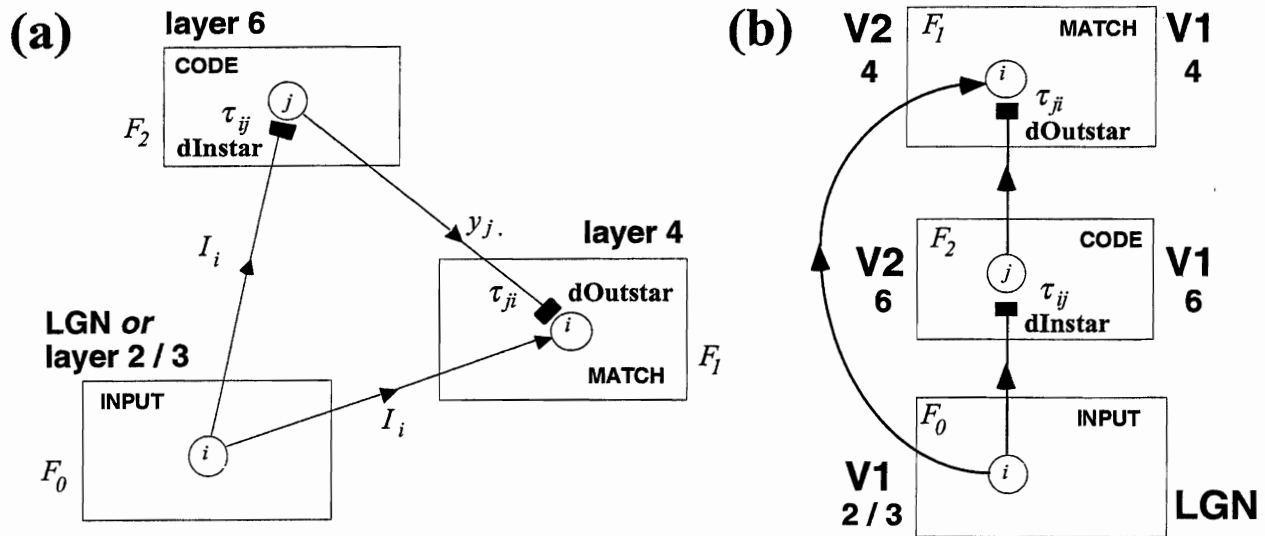 (a)
layer 6
CODE
j
τij
F2
dInstar
yj.
layer 4
Ii
τji
dOutstar
i
LGN or
layer 2 / 3
MATCH
F1
INPUT
Ii
i
F0
(b)
V2
4
F1
MATCH
V1
4
i
τji
dOutstar
V2
6
F2
CODE
V1
6
j
τij
dInstar
F0
INPUT
V1
2 / 3
i
LGN